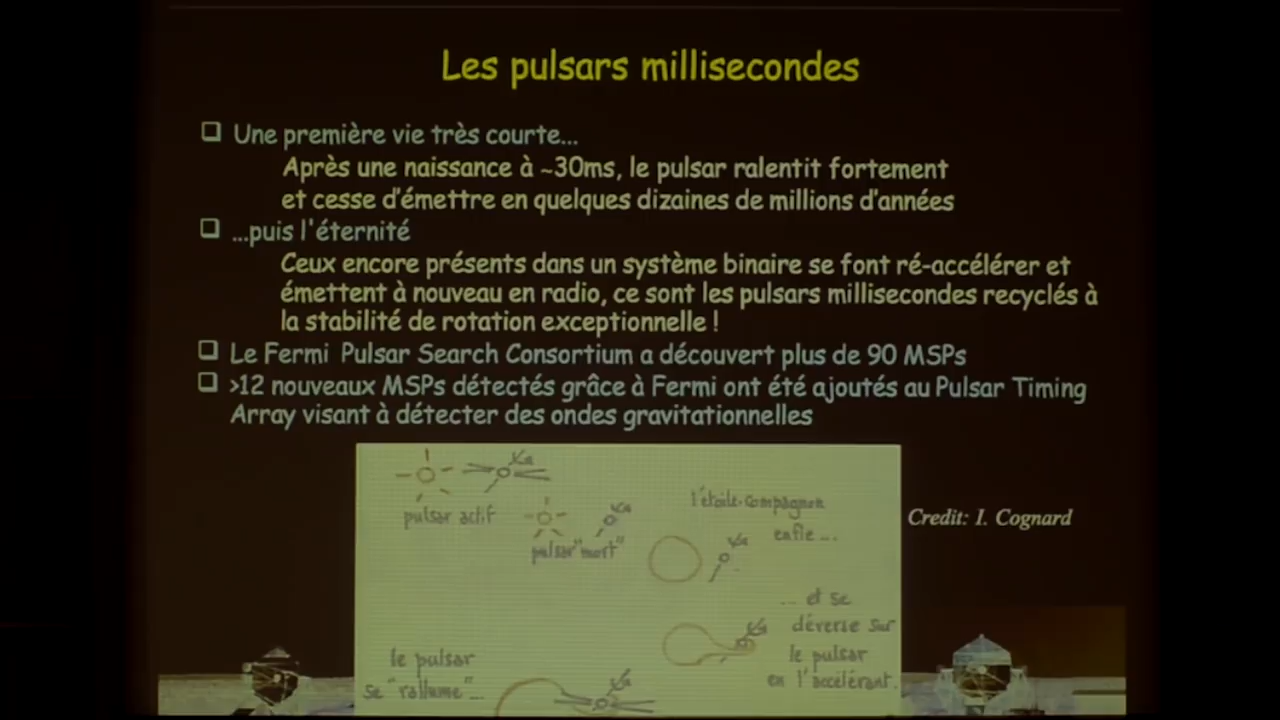 Les pulsars millisecondes
❑ Une première vie très courte...
Après une naissance à ~30ms, le pulsar ralentit fortement
et cesse d'émettre en quelques dizaines de millions d'années
❑ ...puis l'éternité
Ceux encore présents dans un système binaire se font ré-accélérer et
émettent à nouveau en radio, ce sont les pulsars millisecondes recyclés à
la stabilité de rotation exceptionnelle !
❑ Le Fermi Pulsar Search Consortium a découvert plus de 90 MSPs
❑ >12 nouveaux MSPs détectés grâce à Fermi ont été ajoutés au Pulsar Timing
Array visant à détecter des ondes gravitationnelles
pulsar actif
pulsar "mort"
l'étoile-compagnon
enfle ...
Credit: I. Cognard
... et se
déverse sur
le pulsar
en l'accélérant.
le pulsar
se "rallume"...